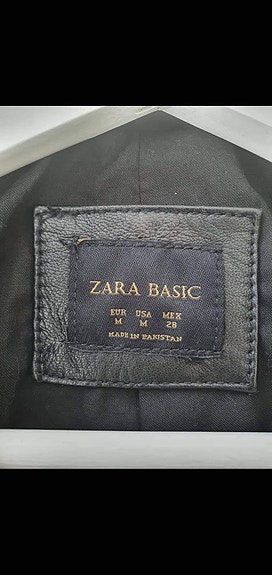 ZARA BASIC
EUR USA MEX
M M 28
MADE IN PAKISTAN